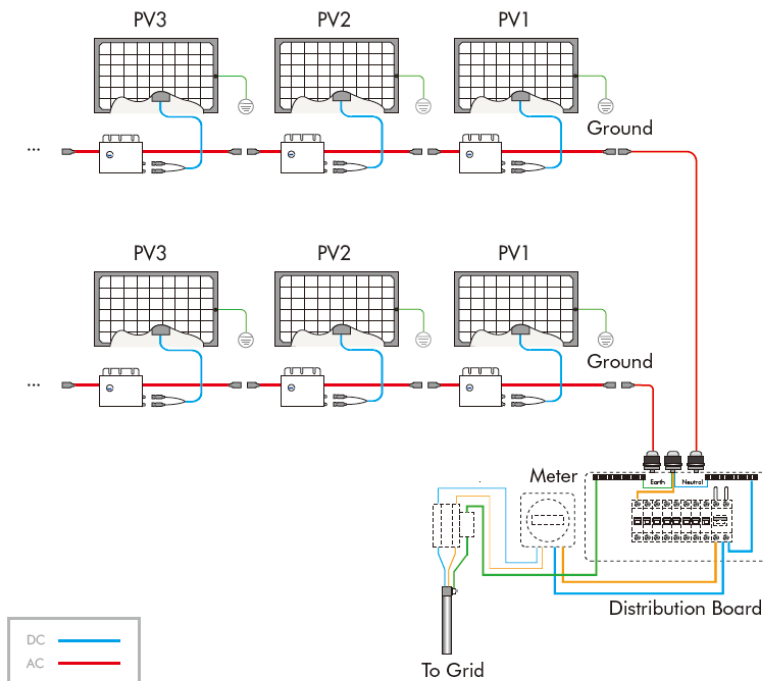 PV3 PV2 PV1
Ground
...
PV3 PV2 PV1
Ground
...
Meter
Earth Neutral
Distribution Board
DC
AC
To Grid